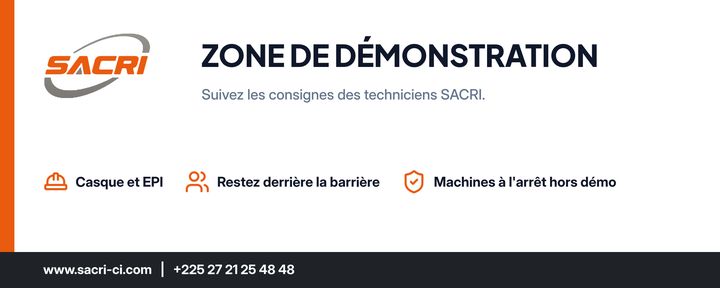 SACRI
ZONE DE DÉMONSTRATION
Suivez les consignes des techniciens SACRI.
Casque et EPI
Restez derrière la barrière
Machines à l'arrêt hors démo
www.sacri-ci.com | +225 27 21 25 48 48